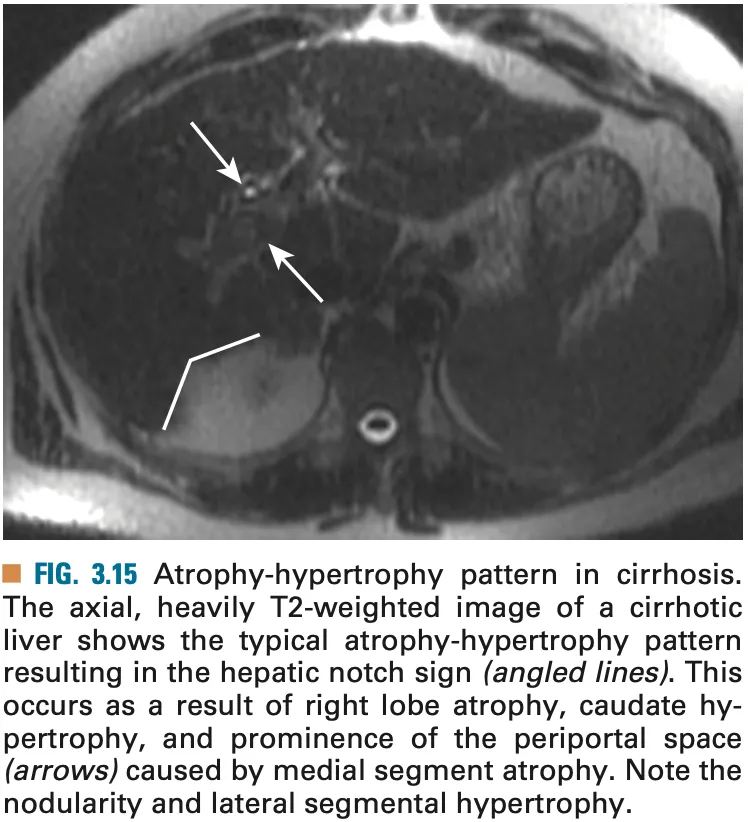 FIG. 3.15 Atrophy-hypertrophy pattern in cirrhosis.
The axial, heavily T2-weighted image of a cirrhotic
liver shows the typical atrophy-hypertrophy pattern
resulting in the hepatic notch sign (angled lines). This
occurs as a result of right lobe atrophy, caudate hy-
pertrophy, and prominence of the periportal space
(arrows) caused by medial segment atrophy. Note the
nodularity and lateral segmental hypertrophy.